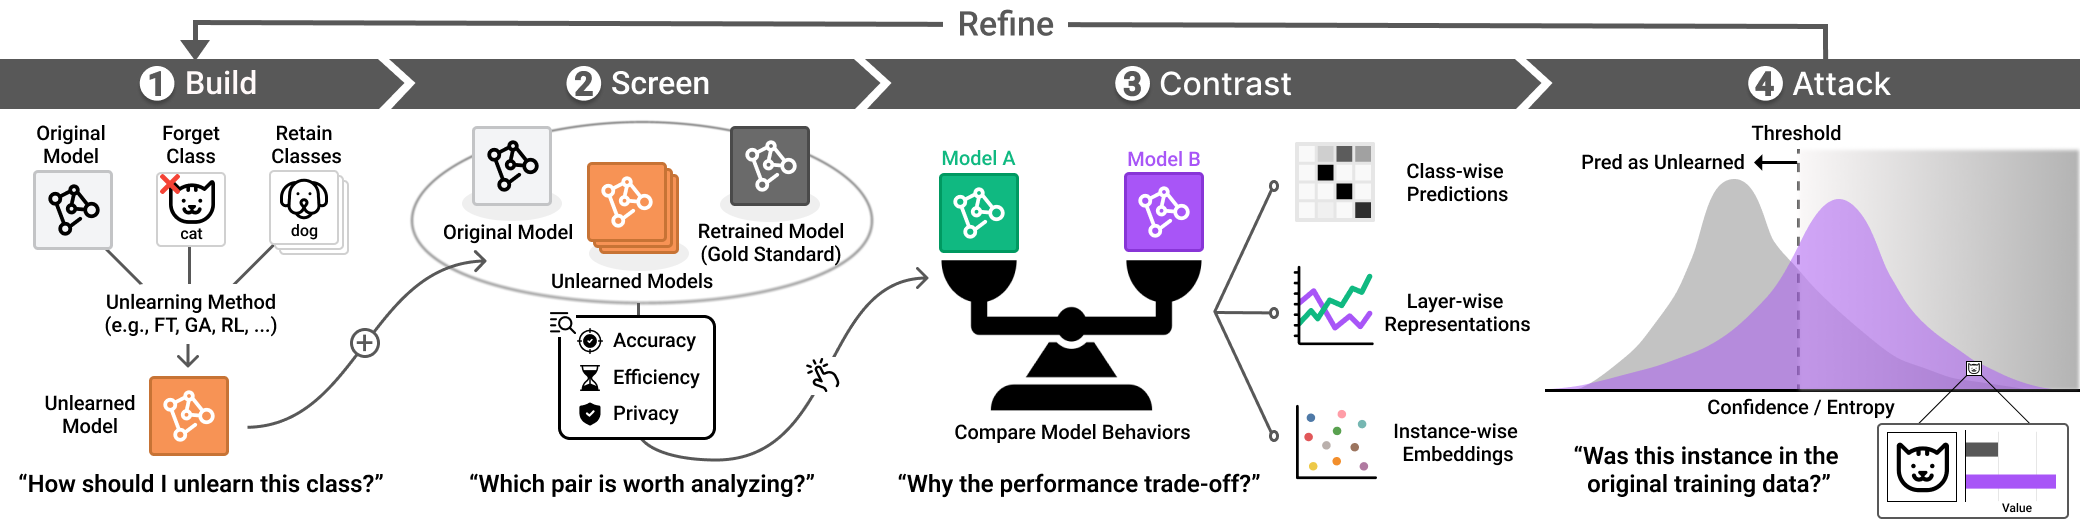 Refine
1 Build
2 Screen
3 Contrast
4 Attack
Original
Model
Forget
Class
Retain
Classes
cat
dog
Unlearning Method
(e.g., FT, GA, RL, ...)
Unlearned
Model
“How should I unlearn this class?”
Original Model
Unlearned Models
Retrained Model
(Gold Standard)
Accuracy
Efficiency
Privacy
“Which pair is worth analyzing?”
Model A
Model B
Compare Model Behaviors
“Why the performance trade-off?”
Class-wise
Predictions
Layer-wise
Representations
Instance-wise
Embeddings
Threshold
Pred as Unlearned
Confidence / Entropy
“Was this instance in the
original training data?”
Value